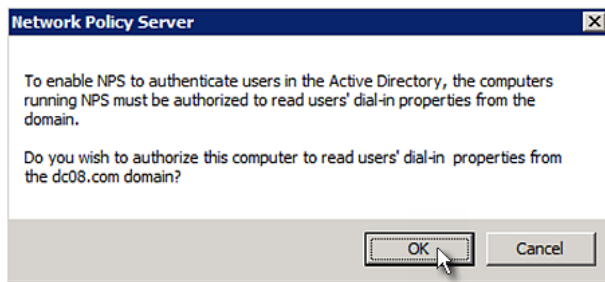 Network Policy Server
To enable NPS to authenticate users in the Active Directory, the computers
running NPS must be authorized to read users' dial-in properties from the
domain.
Do you wish to authorize this computer to read users' dial-in  properties from
the dc08.com domain?
OK
Cancel